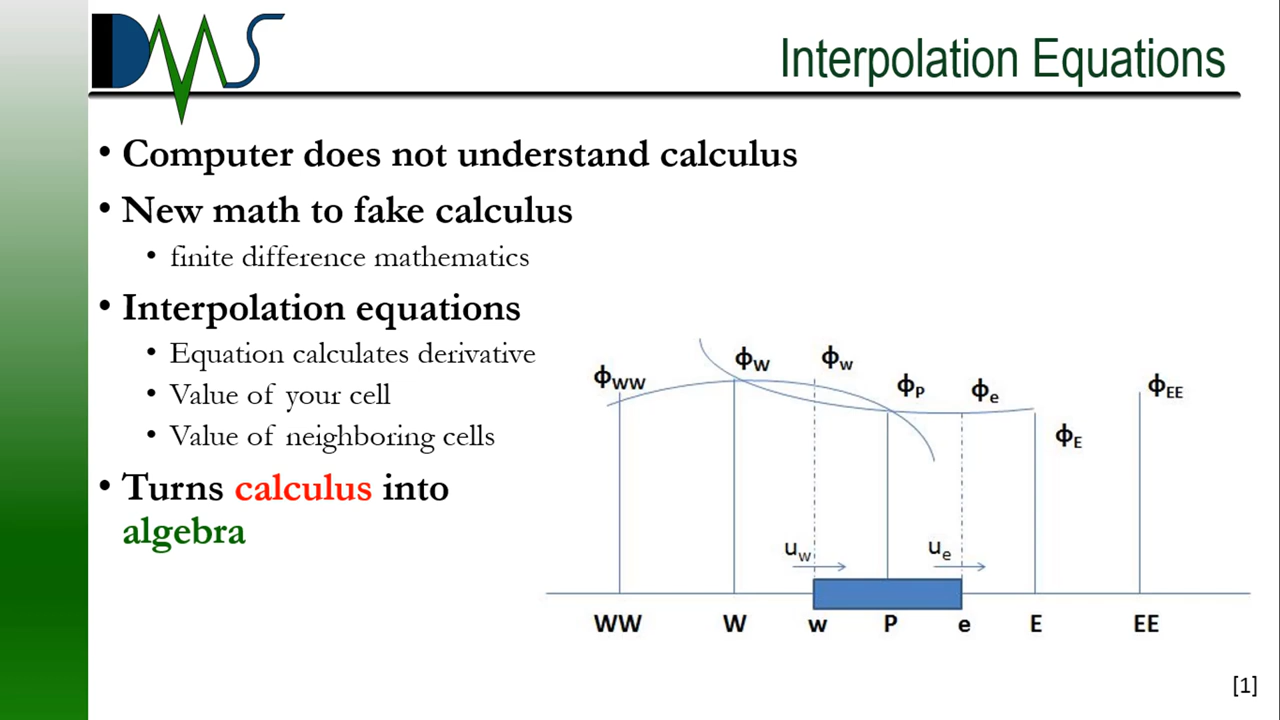 DMS
Interpolation Equations
• Computer does not understand calculus
• New math to fake calculus
• finite difference mathematics
• Interpolation equations
• Equation calculates derivative
• Value of your cell
• Value of neighboring cells
• Turns calculus into
algebra
ϕWW ϕW ϕw ϕP ϕe ϕE ϕEE
uw ue
WW W w P e E EE
[1]